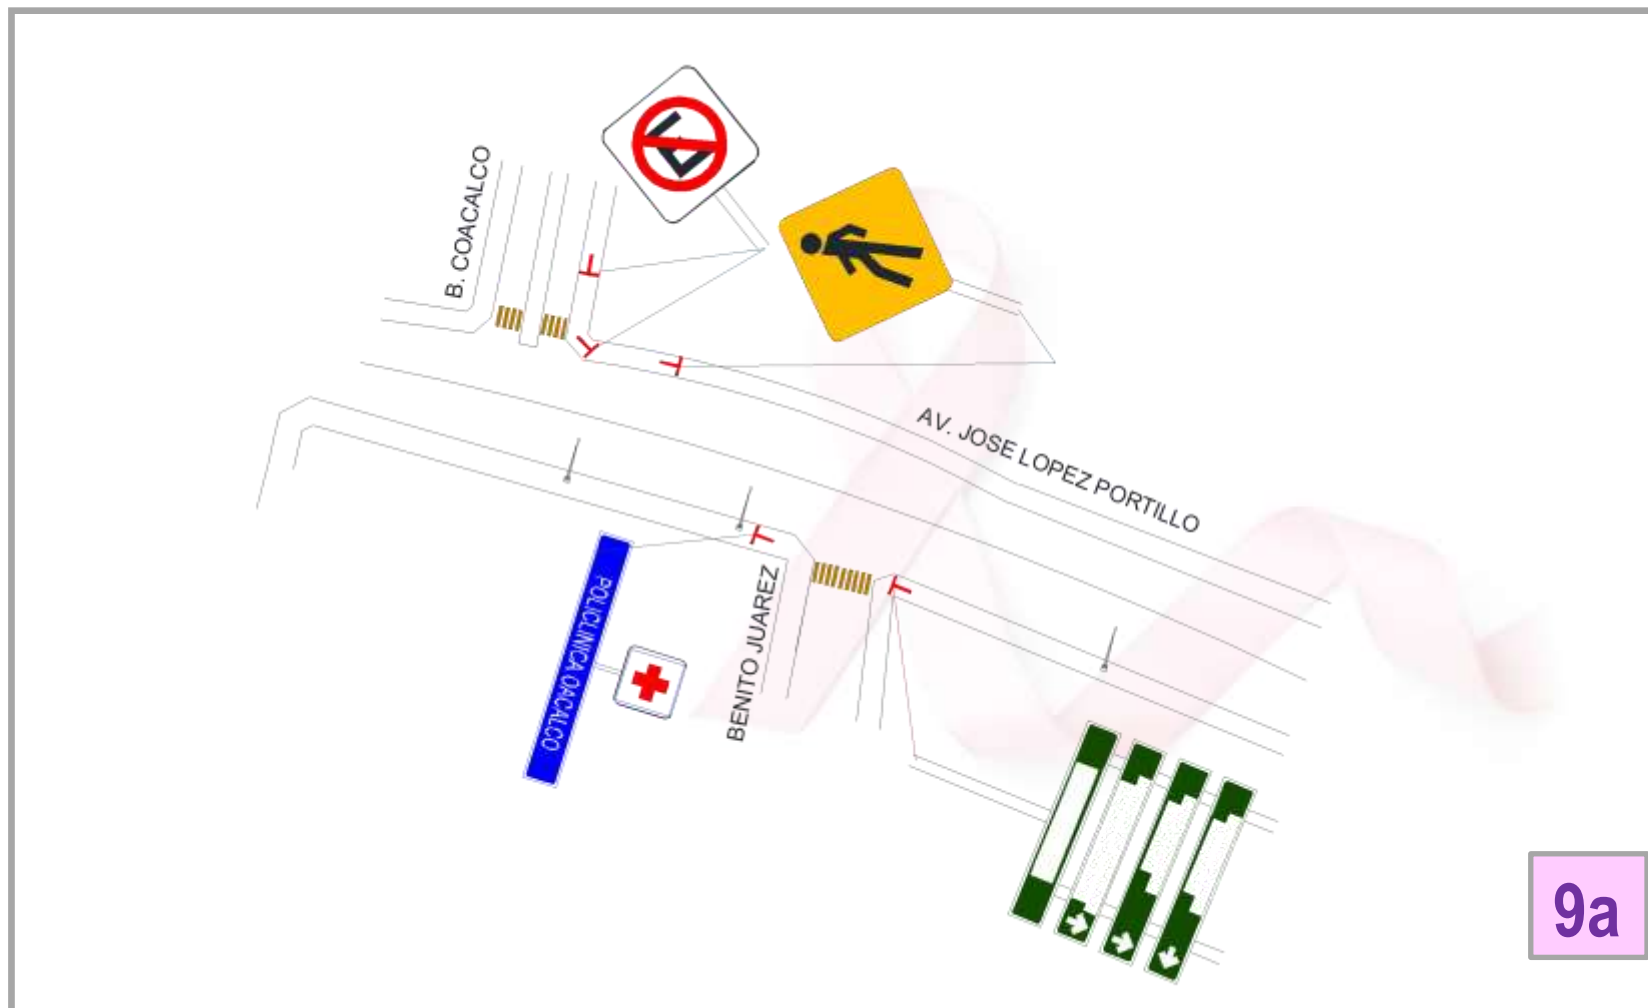 B. COACALCO
AV. JOSE LOPEZ PORTILLO
POLICLINICA OACALCO
BENITO JUAREZ
9a